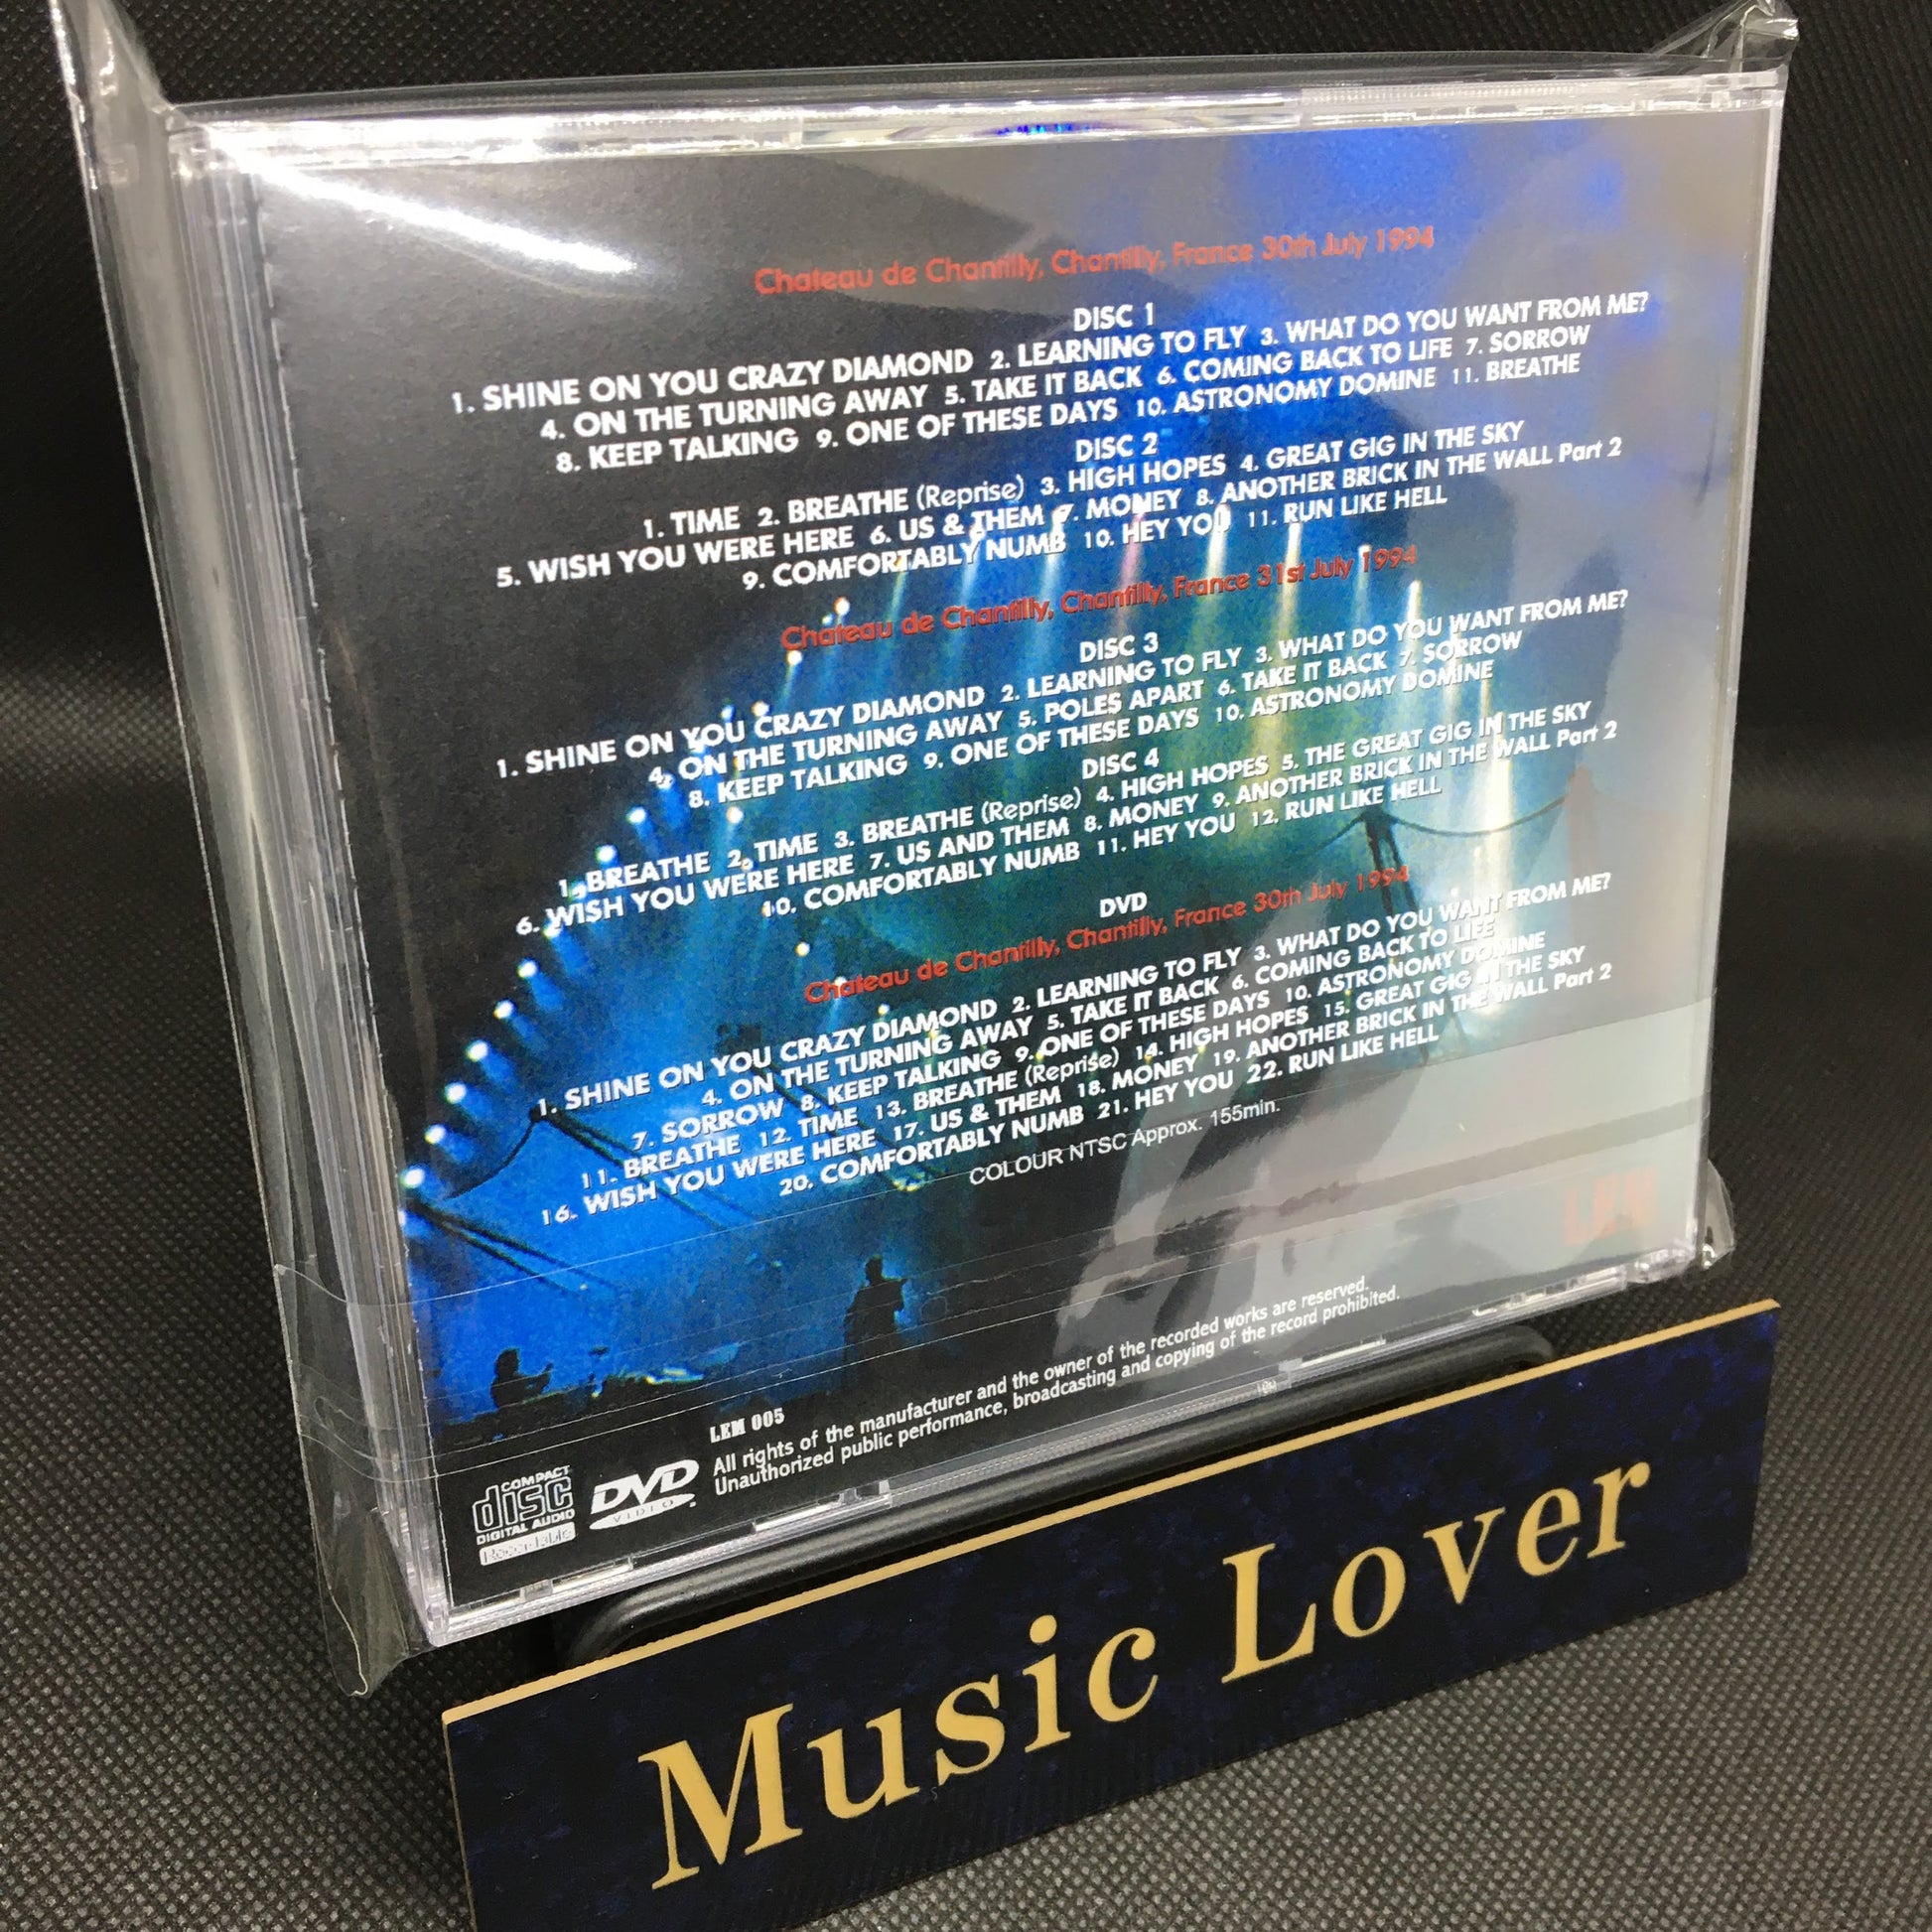 Chateau de Chantilly, Chantilly, France 30th July 1994
DISC 1
1. SHINE ON YOU CRAZY DIAMOND 2. LEARNING TO FLY 3. WHAT DO YOU WANT FROM ME?
4. ON THE TURNING AWAY 5. TAKE IT BACK 6. COMING BACK TO LIFE 7. SORROW
8. KEEP TALKING 9. ONE OF THESE DAYS 10. ASTRONOMY DOMINE 11. BREATHE
DISC 2
1. TIME 2. BREATHE (Reprise) 3. HIGH HOPES 4. GREAT GIG IN THE SKY
5. WISH YOU WERE HERE 6. US & THEM 7. MONEY 8. ANOTHER BRICK IN THE WALL Part 2
9. COMFORTABLY NUMB 10. HEY YOU 11. RUN LIKE HELL
Chateau de Chantilly, Chantilly, France 31st July 1994
DISC 3
1. SHINE ON YOU CRAZY DIAMOND 2. LEARNING TO FLY 3. WHAT DO YOU WANT FROM ME?
4. ON THE TURNING AWAY 5. POLES APART 6. TAKE IT BACK 7. SORROW
8. KEEP TALKING 9. ONE OF THESE DAYS 10. ASTRONOMY DOMINE
DISC 4
1. BREATHE 2. TIME 3. BREATHE (Reprise) 4. HIGH HOPES 5. THE GREAT GIG IN THE SKY
6. WISH YOU WERE HERE 7. US AND THEM 8. MONEY 9. ANOTHER BRICK IN THE WALL Part 2
10. COMFORTABLY NUMB 11. HEY YOU 12. RUN LIKE HELL
DVD
Chateau de Chantilly, Chantilly, France 30th July 1994
1. SHINE ON YOU CRAZY DIAMOND 2. LEARNING TO FLY 3. WHAT DO YOU WANT FROM ME?
4. ON THE TURNING AWAY 5. TAKE IT BACK 6. COMING BACK TO LIFE
7. SORROW 8. KEEP TALKING 9. ONE OF THESE DAYS 10. ASTRONOMY DOMINE
11. BREATHE 12. TIME 13. BREATHE (Reprise) 14. HIGH HOPES 15. GREAT GIG IN THE SKY
16. WISH YOU WERE HERE 17. US & THEM 18. MONEY 19. ANOTHER BRICK IN THE WALL Part 2
20. COMFORTABLY NUMB 21. HEY YOU 22. RUN LIKE HELL
COLOUR NTSC Approx. 155min.
LEM
LEM 005
All rights of the manufacturer and the owner of the recorded works are reserved.
Unauthorized public performance, broadcasting and copying of the record prohibited.
COMPACT
disc
DIGITAL AUDIO
Recordable
DVD
VIDEO
Music Lover